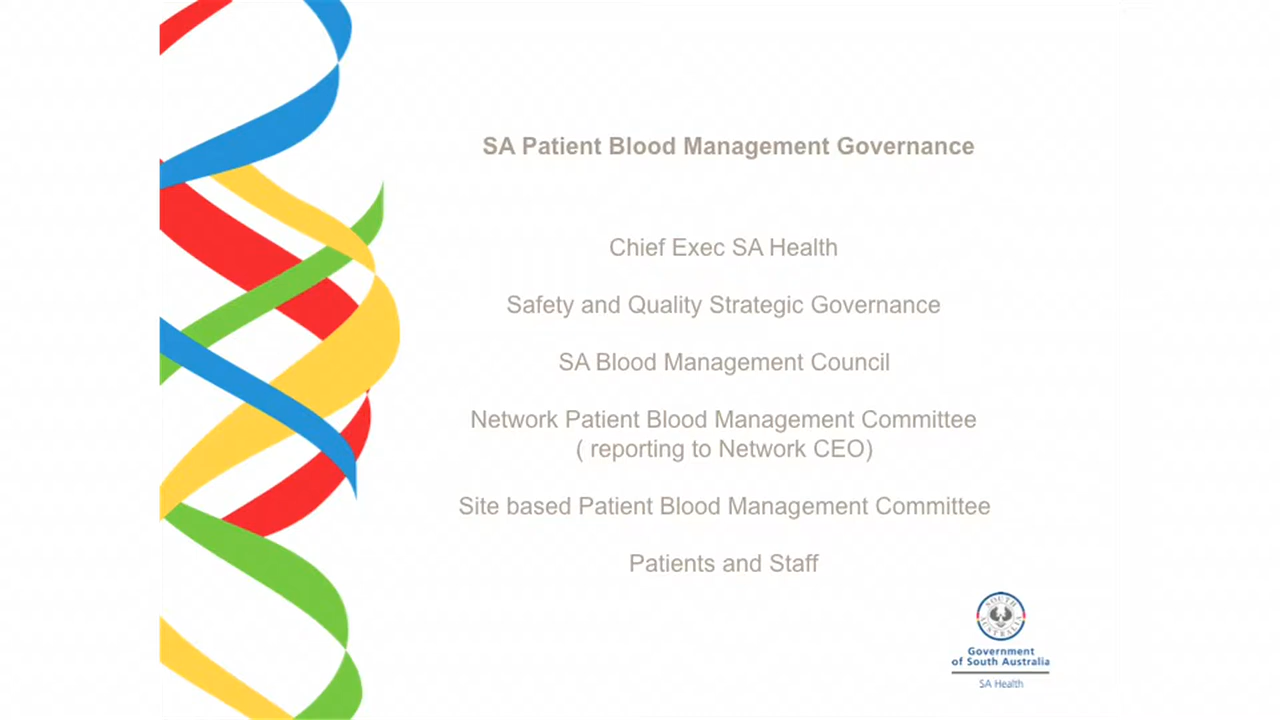 SA Patient Blood Management Governance
Chief Exec SA Health
Safety and Quality Strategic Governance
SA Blood Management Council
Network Patient Blood Management Committee
( reporting to Network CEO)
Site based Patient Blood Management Committee
Patients and Staff
SOUTH AUSTRALIA
Government
of South Australia
SA Health